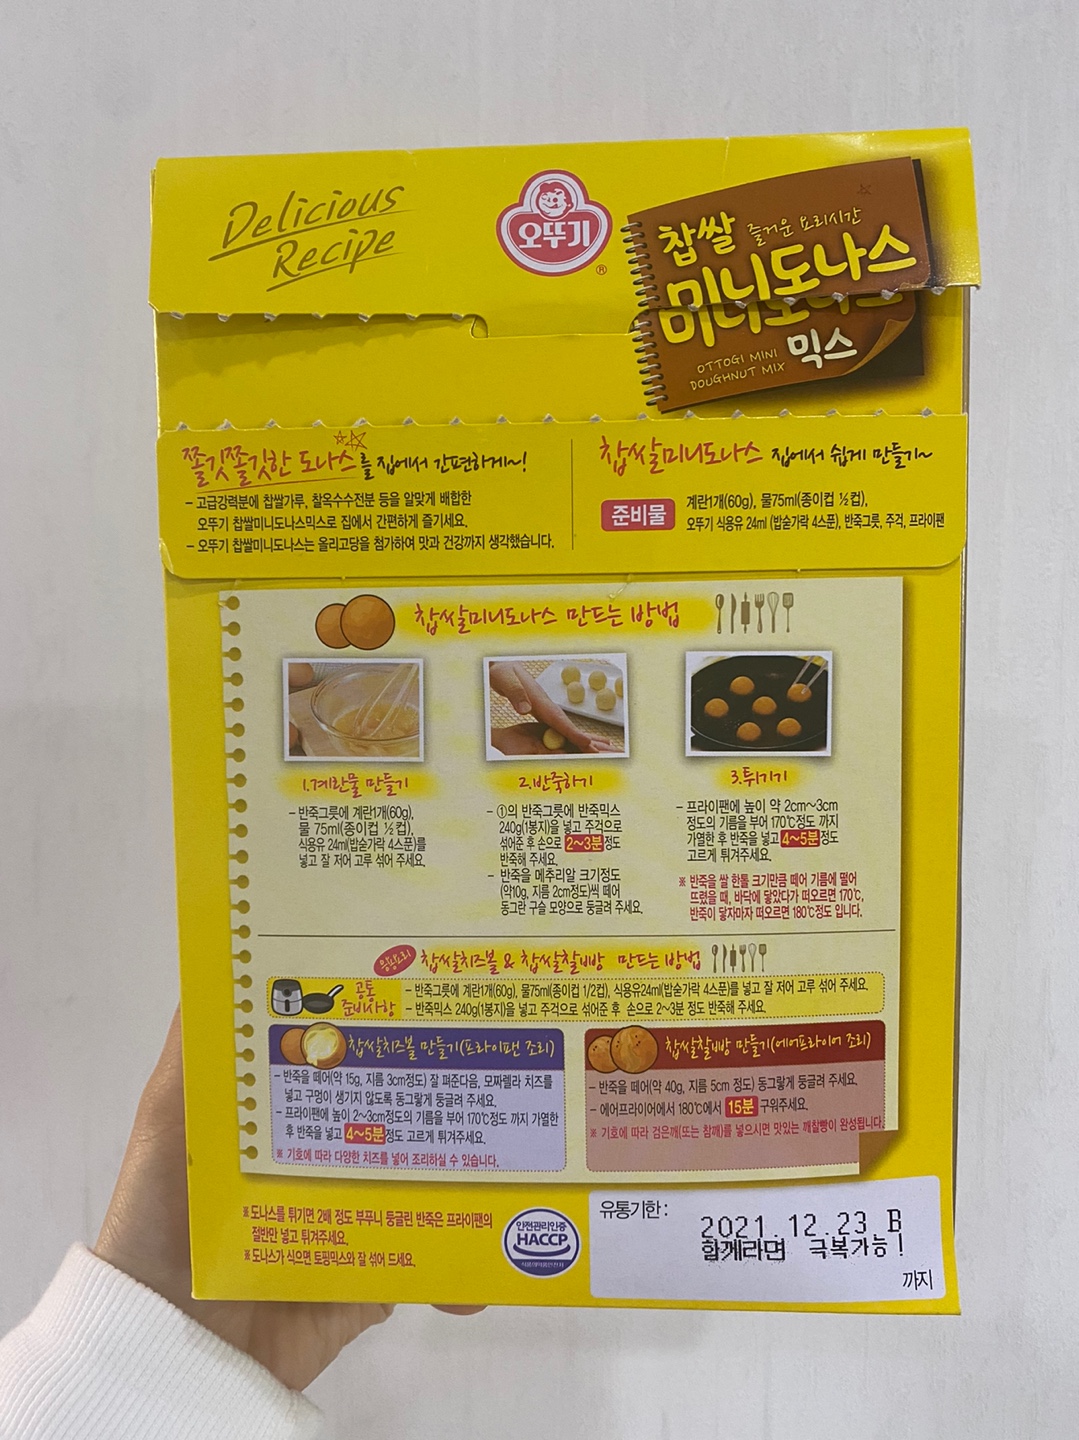 Delicious
Recipe
오뚜기
®
찹쌀 즐거운 요리시간
미니도나스
미니도나스
믹스
OTTOGI MINI
DOUGHNUT MIX
쫄깃쫄깃한 도나스를 집에서 간편하게~!
- 고급강력분에 찹쌀가루, 찰옥수수전분 등을 알맞게 배합한
오뚜기 찹쌀미니도나스믹스로 집에서 간편하게 즐기세요.
- 오뚜기 찹쌀미니도나스는 올리고당을 첨가하여 맛과 건강까지 생각했습니다.
찹쌀미니도나스 집에서 쉽게 만들기~
준비물
계란1개(60g), 물75ml(종이컵 ½컵),
오뚜기 식용유 24ml (밥숟가락 4스푼), 반죽그릇, 주걱, 프라이팬
찹쌀미니도나스 만드는 방법
1.계란물 만들기
- 반죽그릇에 계란1개(60g),
물 75ml(종이컵 ½컵),
식용유 24ml(밥숟가락 4스푼)를
넣고 잘 저어 고루 섞어 주세요.
2.반죽하기
- ①의 반죽그릇에 반죽믹스
240g(1봉지)을 넣고 주걱으로
섞어준 후 손으로 2~3분정도
반죽해 주세요.
- 반죽을 메추리알 크기정도
(약10g, 지름 2cm정도)씩 떼어
동그란 구슬 모양으로 둥글려 주세요.
3.튀기기
- 프라이팬에 높이 약 2cm~3cm
정도의 기름을 부어 170℃정도 까지
가열한 후 반죽을 넣고 4~5분정도
고르게 튀겨주세요.
※ 반죽을 쌀 한톨 크기만큼 떼어 기름에 떨어
뜨렸을 때, 바닥에 닿았다가 떠오르면 170℃,
반죽이 닿자마자 떠오르면 180℃정도 입니다.
응용요리 찹쌀치즈볼 & 찹쌀찰빵 만드는 방법
공통
준비사항
- 반죽그릇에 계란1개(60g), 물75ml(종이컵 1/2컵), 식용유24ml(밥숟가락 4스푼)를 넣고 잘 저어 고루 섞어 주세요.
- 반죽믹스 240g(1봉지)을 넣고 주걱으로 섞어준 후 손으로 2~3분 정도 반죽해 주세요.
찹쌀치즈볼 만들기(프라이팬 조리)
- 반죽을 떼어(약 15g, 지름 3cm정도) 잘 펴준다음, 모짜렐라 치즈를
넣고 구멍이 생기지 않도록 동그랗게 둥글려 주세요.
- 프라이팬에 높이 2~3cm정도의 기름을 부어 170℃정도 까지 가열한
후 반죽을 넣고 4~5분정도 고르게 튀겨주세요.
※ 기호에 따라 다양한 치즈를 넣어 조리하실 수 있습니다.
찹쌀찰빵 만들기(에어프라이어 조리)
- 반죽을 떼어(약 40g, 지름 5cm 정도) 동그랗게 둥글려 주세요.
- 에어프라이어에서 180℃에서 15분 구워주세요.
※ 기호에 따라 검은깨(또는 참깨)를 넣으시면 맛있는 깨찰빵이 완성됩니다.
※ 도나스를 튀기면 2배 정도 부푸니 둥글린 반죽은 프라이팬의
절반만 넣고 튀겨주세요.
※ 도나스가 식으면 토핑믹스와 잘 섞어 드세요.
안전관리인증
HACCP
식품의약품안전처
유통기한 :
2021.12.23 B
함께라면 극복가능!
까지